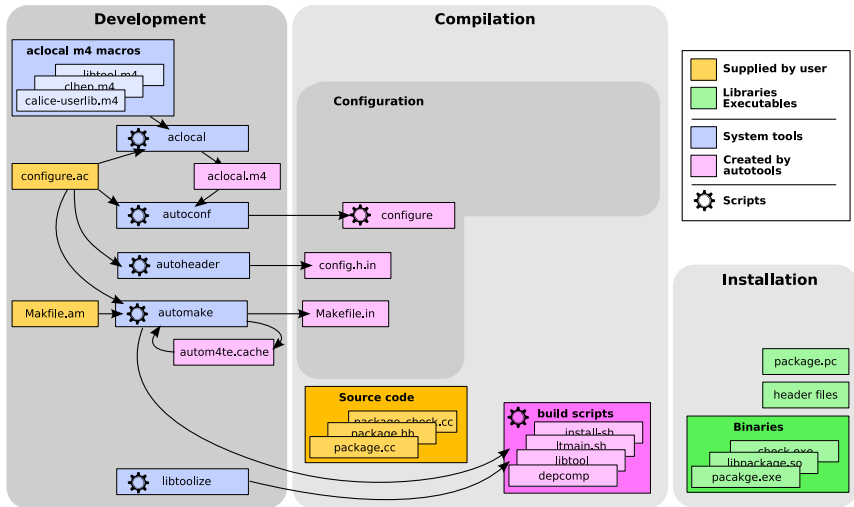 Development
Compilation
aclocal m4 macros
libtool.m4
clhep.m4
calice-userlib.m4
Configuration
Supplied by user
Libraries
Executables
System tools
Created by
autotools
Scripts
aclocal
configure.ac
aclocal.m4
autoconf
configure
autoheader
config.h.in
Installation
Makfile.am
automake
Makefile.in
autom4te.cache
package.pc
header files
Source code
package_check.cc
package.hh
package.cc
build scripts
install-sh
ltmain.sh
libtool
depcomp
Binaries
check.exe
libpackage.so
pacakge.exe
libtoolize